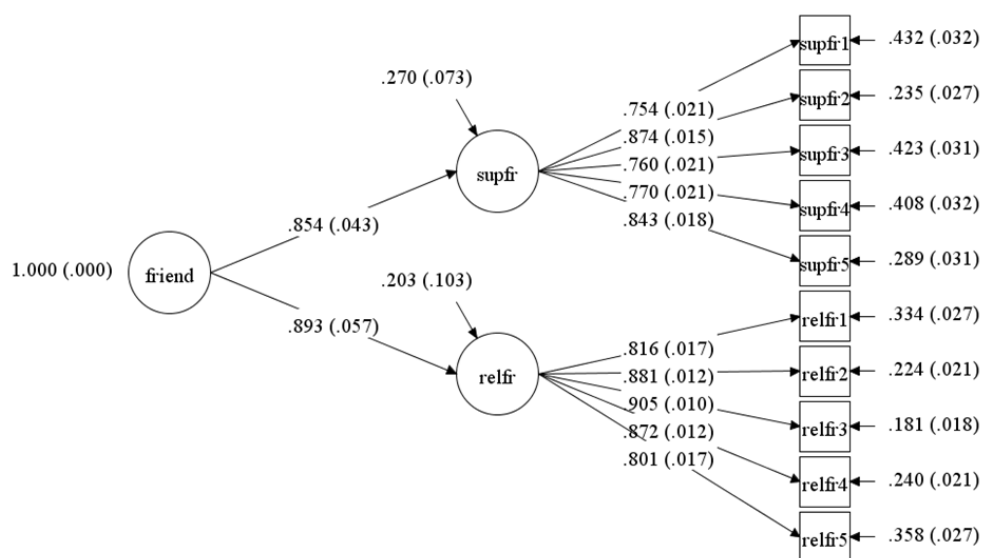 supfr1
.432 (.032)
.270 (.073)
supfr2
.235 (.027)
.754 (.021)
.874 (.015)
supfr3
.423 (.031)
.760 (.021)
supfr
.770 (.021)
supfr4
.408 (.032)
.843 (.018)
.854 (.043)
supfr5
.289 (.031)
1.000 (.000)
friend
.203 (.103)
relfr1
.334 (.027)
.893 (.057)
.816 (.017)
relfr
.881 (.012)
relfr2
.224 (.021)
.905 (.010)
relfr3
.181 (.018)
.872 (.012)
.801 (.017)
relfr4
.240 (.021)
relfr5
.358 (.027)